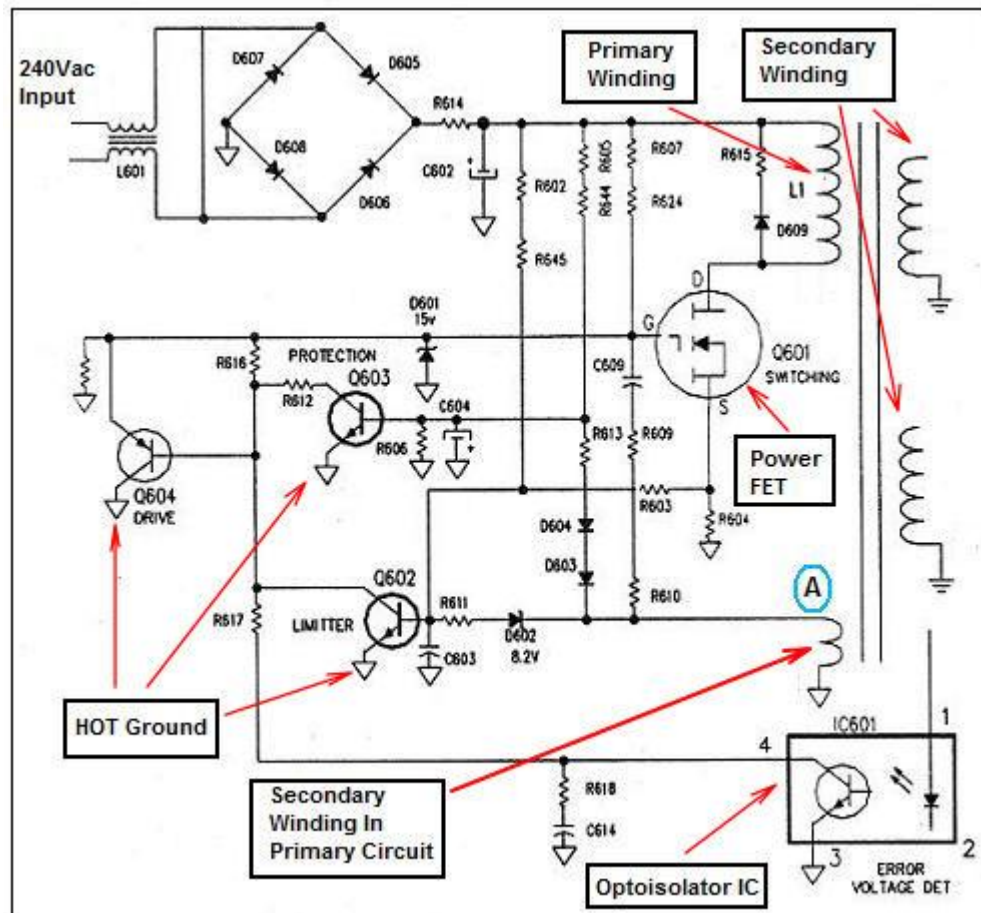 240Vac
Input
L601
D607
D605
D608
D606
R614
C602
+
Primary
Winding
Secondary
Winding
R602
R605
R607
R615
R644
R624
L1
D609
R645
D601
15v
D
G
Q601
SWITCHING
S
R616
PROTECTION
Q603
R612
C604
+
R606
C609
R613
R609
Power
FET
Q604
DRIVE
R603
R604
D604
D603
A
Q602
LIMITTER
R611
R610
R617
D602
8.2V
C603
HOT Ground
IC601
1
4
R618
C614
3
2
Secondary
Winding In
Primary Circuit
Optoisolator IC
ERROR
VOLTAGE DET